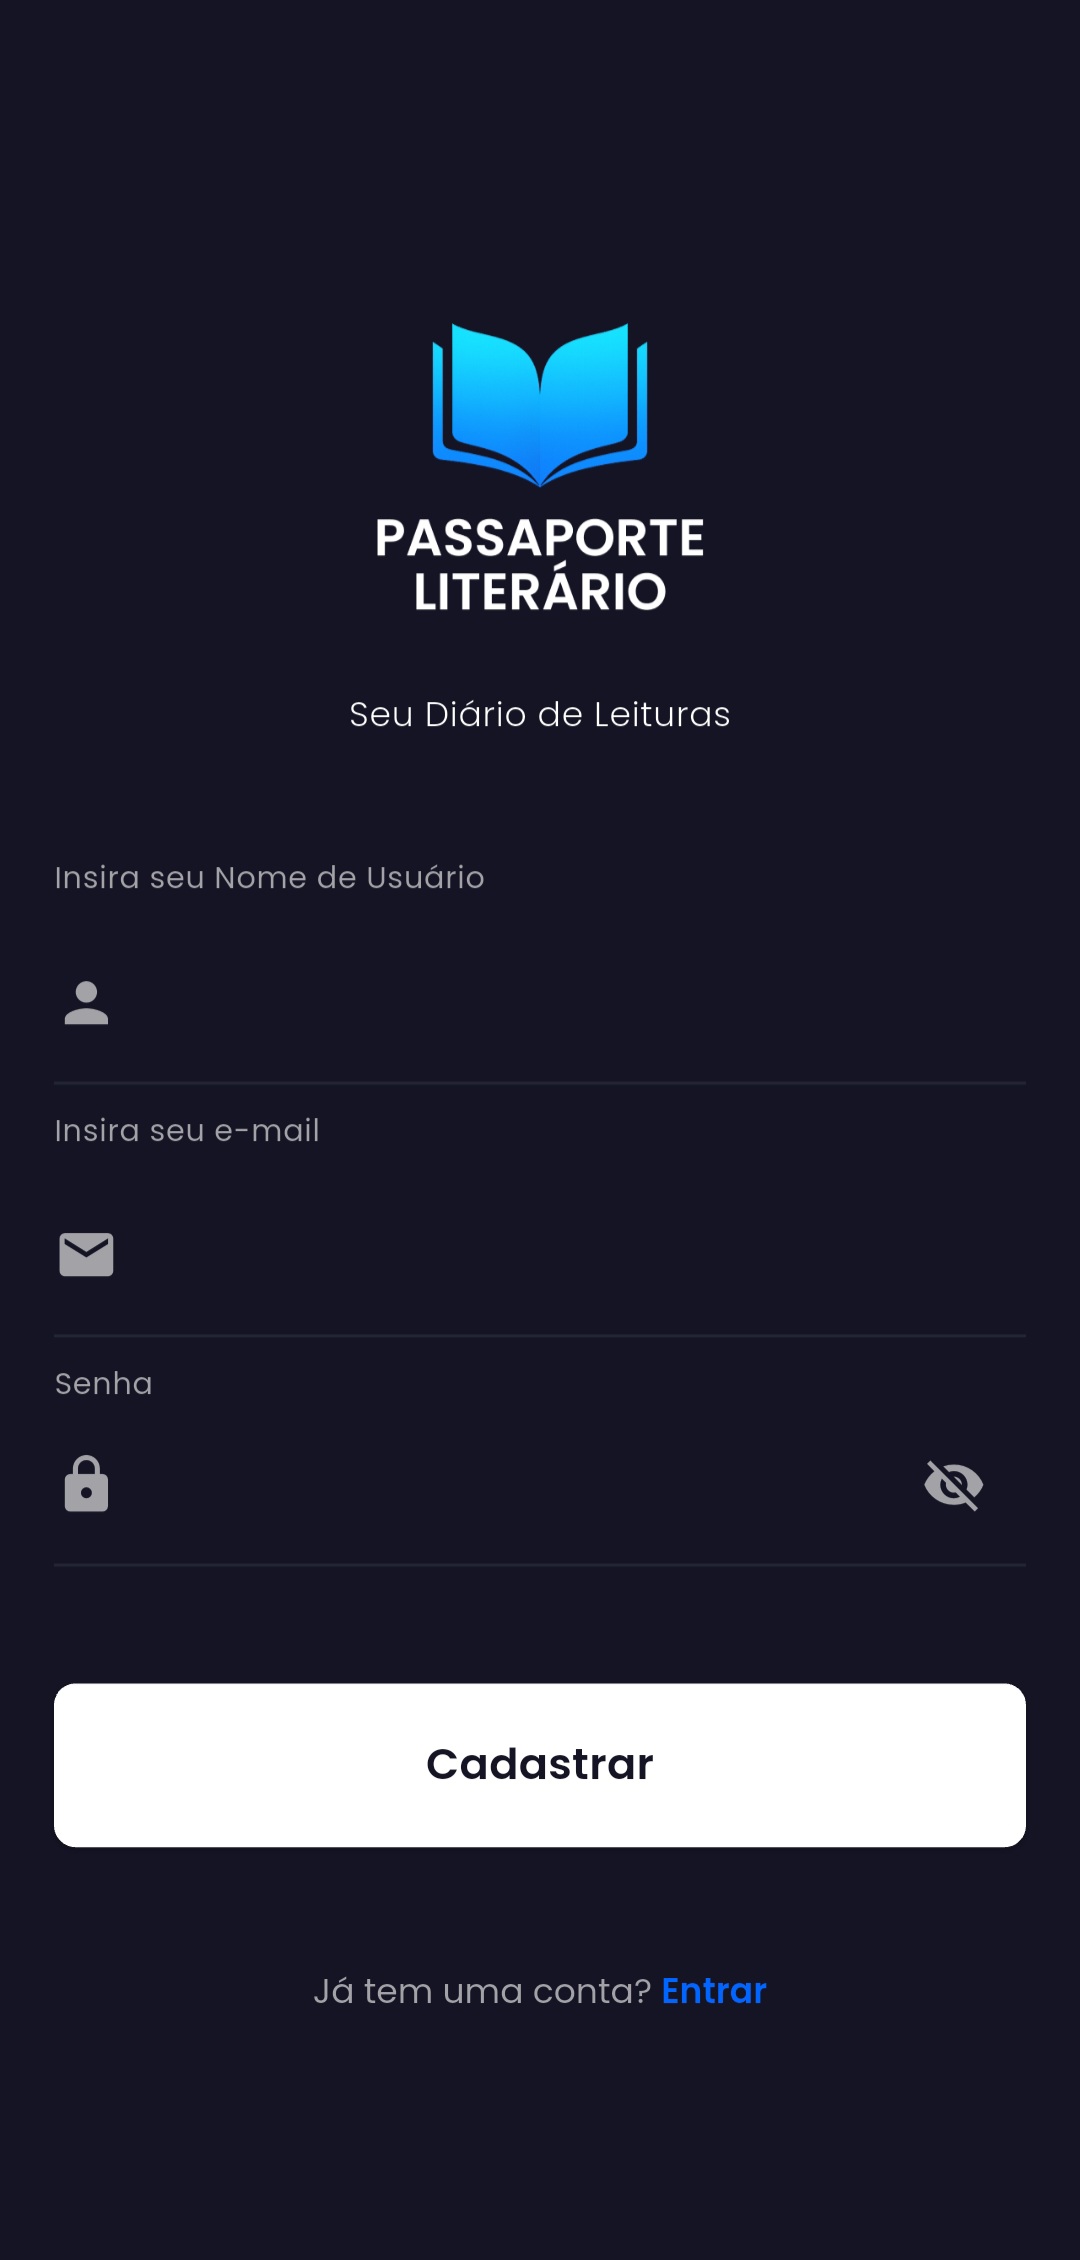 PASSAPORTE
LITERÁRIO
Seu Diário de Leituras
Insira seu Nome de Usuário
Insira seu e-mail
Senha
Cadastrar
Já tem uma conta? Entrar